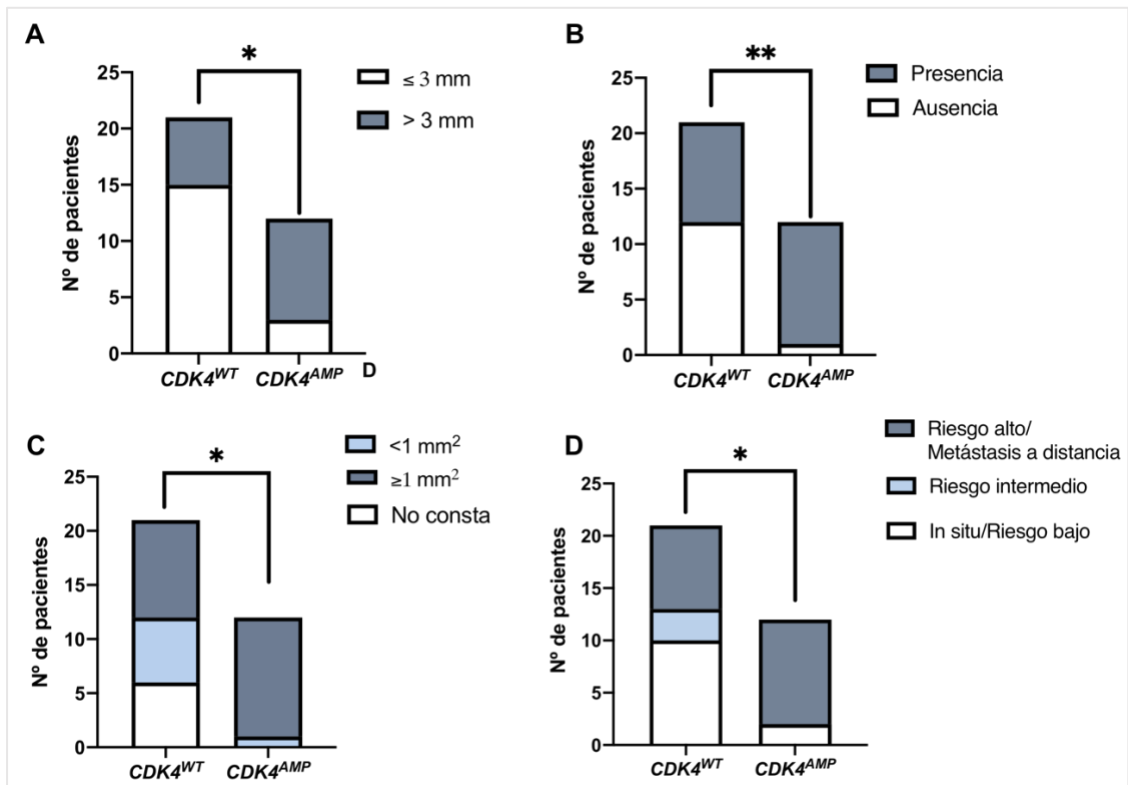 A
*
≤ 3 mm
> 3 mm
Nº de pacientes
25
20
15
10
5
0
CDK4^WT CDK4^AMP D
B
**
Presencia
Ausencia
Nº de pacientes
25
20
15
10
5
0
CDK4^WT CDK4^AMP
C
*
<1 mm²
≥1 mm²
No consta
Nº de pacientes
25
20
15
10
5
0
CDK4^WT CDK4^AMP
D
*
Riesgo alto/
Metástasis a distancia
Riesgo intermedio
In situ/Riesgo bajo
Nº de pacientes
25
20
15
10
5
0
CDK4^WT CDK4^AMP